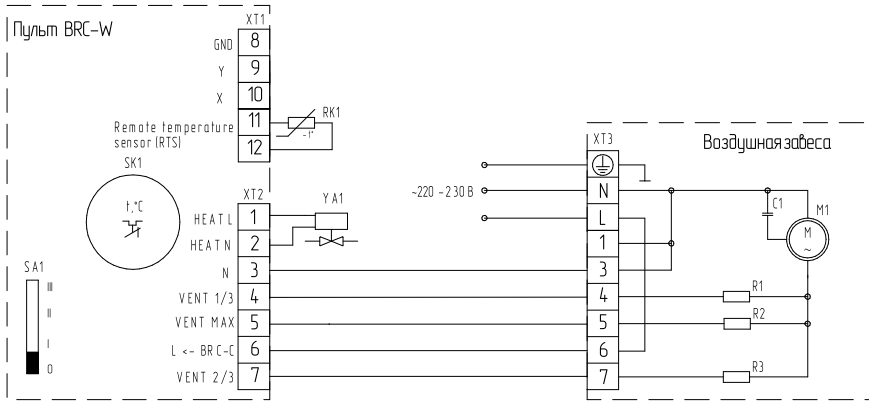 Пульт BRC-W
XT1
GND 8
Y 9
X 10
Remote temperature sensor (RTS)
11
12
RK1
-t°
SK1
t,°C
XT2
HEAT L 1
HEAT N 2
N 3
VENT 1/3 4
VENT MAX 5
L <- BRC-C 6
VENT 2/3 7
YA1
SA1
III
II
I
0
~220 - 230 В
XT3
N
L
1
3
4
5
6
7
Воздушная завеса
C1
M1
M
~
R1
R2
R3